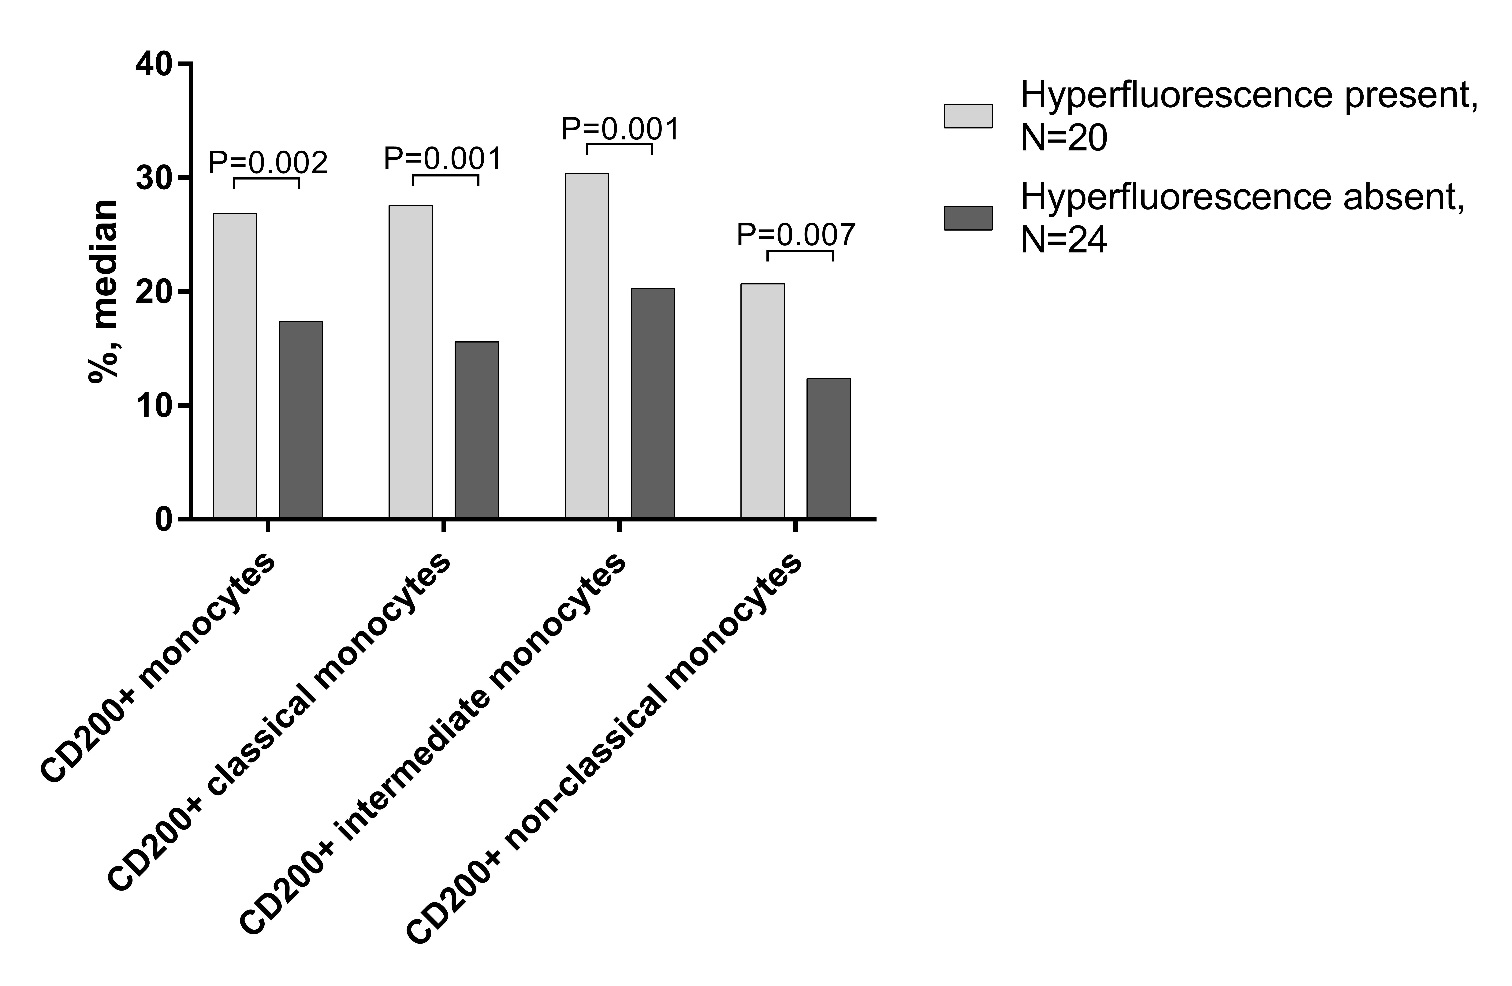 40
30
20
10
0
%, median
P=0.002
P=0.001
P=0.001
P=0.007
CD200+ monocytes
CD200+ classical monocytes
CD200+ intermediate monocytes
CD200+ non-classical monocytes
Hyperfluorescence present,
N=20
Hyperfluorescence absent,
N=24